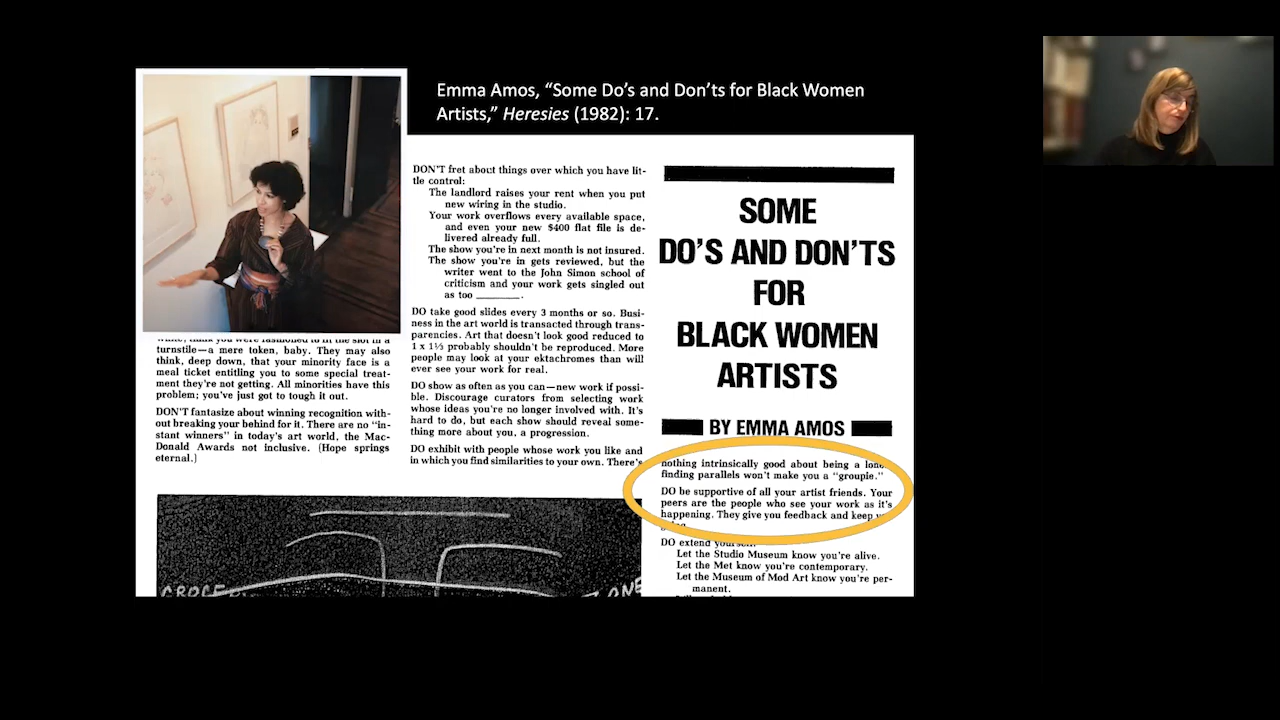 Emma Amos, “Some Do’s and Don’ts for Black Women
Artists,” Heresies (1982): 17.
turnstile—a mere token, baby. They may also
think, deep down, that your minority face is a
meal ticket entitling you to some special treat-
ment they're not getting. All minorities have this
problem; you've just got to tough it out.
DON'T fantasize about winning recognition with-
out breaking your behind for it. There are no "in-
stant winners" in today's art world, the Mac-
Donald Awards not inclusive. (Hope springs
eternal.)
DON'T fret about things over which you have lit-
tle control:
The landlord raises your rent when you put
new wiring in the studio.
Your work overflows every available space,
and even your new $400 flat file is de-
livered already full.
The show you're in next month is not insured.
The show you're in gets reviewed, but the
writer went to the John Simon school of
criticism and your work gets singled out
as too ________.
DO take good slides every 3 months or so. Busi-
ness in the art world is transacted through trans-
parencies. Art that doesn't look good reduced to
1 x 1½ probably shouldn't be reproduced. More
people may look at your ektachromes than will
ever see your work for real.
DO show as often as you can—new work if possi-
ble. Discourage curators from selecting work
whose ideas you're no longer involved with. It's
hard to do, but each show should reveal some-
thing more about you, a progression.
DO exhibit with people whose work you like and
in which you find similarities to your own. There's
SOME
DO'S AND DON'TS
FOR
BLACK WOMEN
ARTISTS
BY EMMA AMOS
nothing intrinsically good about being a
finding parallels won't make you a "groupie."
DO be supportive of all your artist friends. Your
peers are the people who see your work as it's
happening. They give you feedback and keep
DO extend yourself.
Let the Studio Museum know you're alive.
Let the Met know you're contemporary.
Let the Museum of Mod Art know you're per-
manent.